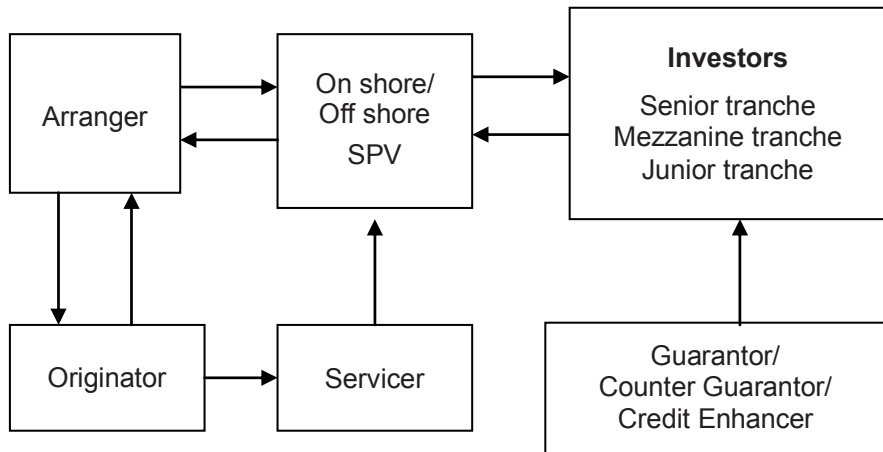 Arranger
On shore/
Off shore
SPV
Investors
Senior tranche
Mezzanine tranche
Junior tranche
Originator
Servicer
Guarantor/
Counter Guarantor/
Credit Enhancer